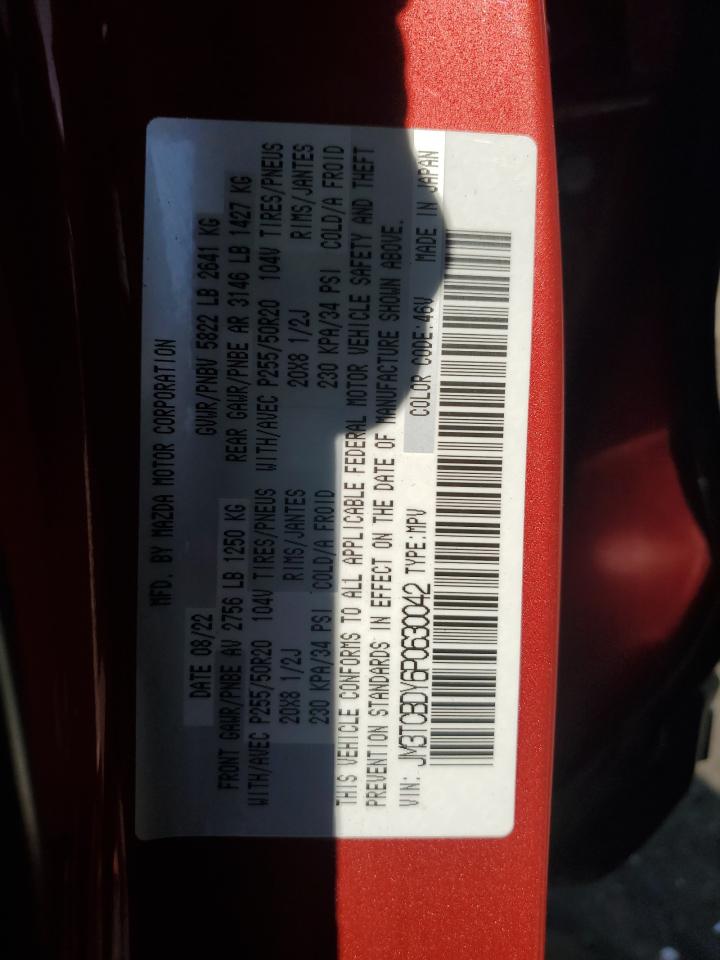 MFD. BY MAZDA MOTOR CORPORATION
DATE 08/22 GVWR/PNBV 5822 LB 2641 KG
FRONT GAWR/PNBE AV 2756 LB 1250 KG REAR GAWR/PNBE AR 3146 LB 1427 KG
WITH/AVEC P255/50R20 104V TIRES/PNEUS WITH/AVEC P255/50R20 104V TIRES/PNEUS
20X8 1/2J RIMS/JANTES 20X8 1/2J RIMS/JANTES
230 KPA/34 PSI COLD/A FROID 230 KPA/34 PSI COLD/A FROID
THIS VEHICLE CONFORMS TO ALL APPLICABLE FEDERAL MOTOR VEHICLE SAFETY AND THEFT
PREVENTION STANDARDS IN EFFECT ON THE DATE OF MANUFACTURE SHOWN ABOVE.
VIN: JM3TCBDY6P0630042 TYPE:MPV COLOR CODE:46V MADE IN JAPAN